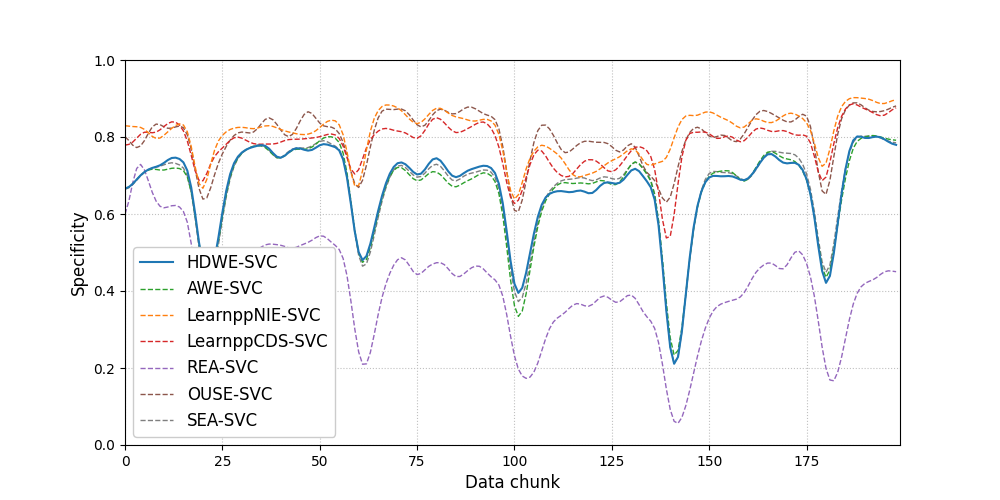 1.0
0.8
0.6
0.4
0.2
0.0
Specificity
HDWE-SVC
AWE-SVC
LearnppNIE-SVC
LearnppCDS-SVC
REA-SVC
OUSE-SVC
SEA-SVC
0 25 50 75 100 125 150 175
Data chunk